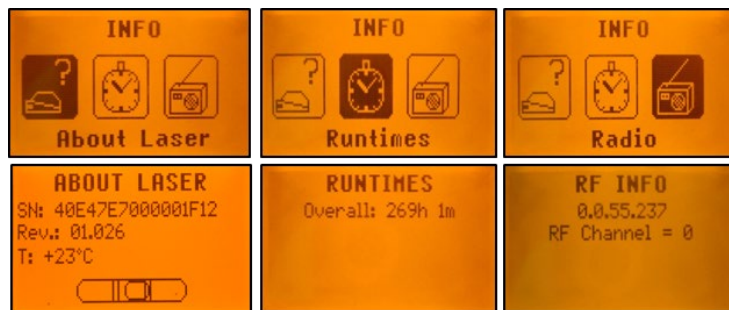 INFO
About Laser
INFO
Runtimes
INFO
Radio
ABOUT LASER
SN: 40E47E7000001F12
Rev.: 01.026
T: +23°C
RUNTIMES
Overall: 269h 1m
RF INFO
0.0.55.237
RF Channel = 0